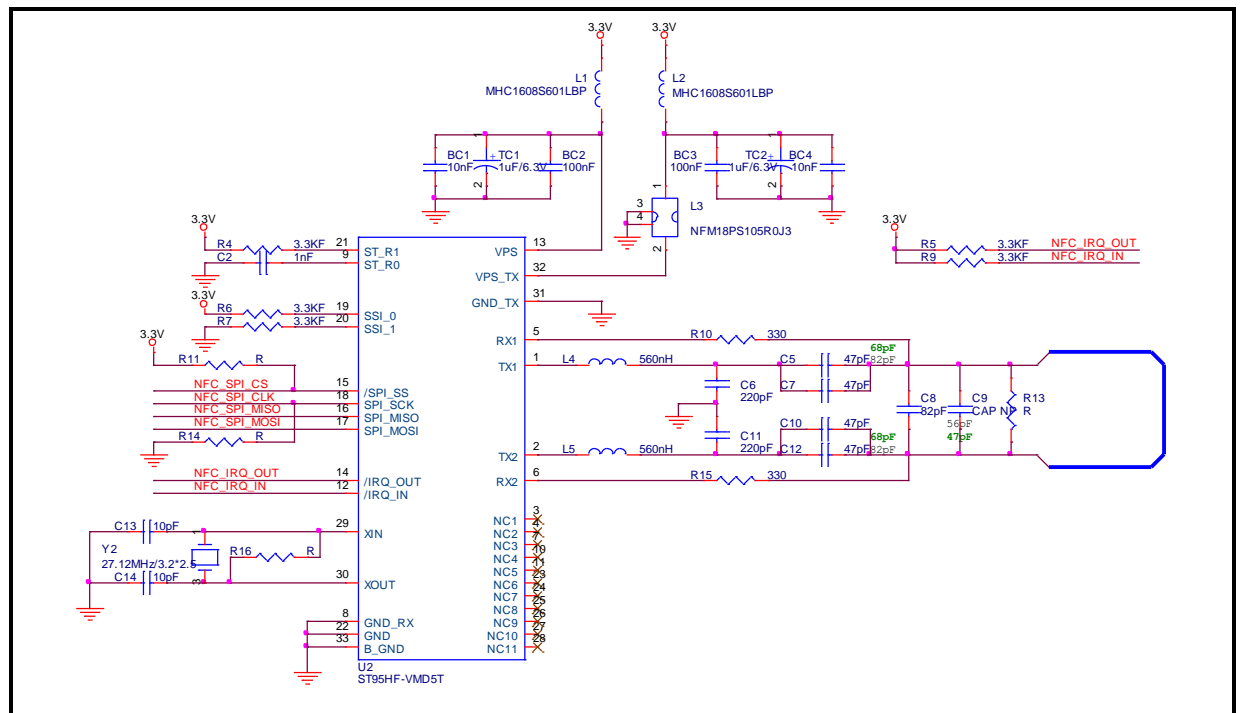 3.3V 3.3V
L1 L2
MHC1608S601LBP MHC1608S601LBP
1 1
BC1 TC1 BC2 BC3 TC2 BC4
10nF 1uF/6.3V 100nF 100nF 1uF/6.3V 10nF
+ +
2 2
1
3 L3
4
NFM18PS105R0J3
2
3.3V 3.3V
R4 3.3KF 21 ST_R1 VPS 13
C2 1nF 9 ST_R0
R5 3.3KF NFC_IRQ_OUT
R9 3.3KF NFC_IRQ_IN
VPS_TX 32
3.3V
R6 3.3KF 19 SSI_0 GND_TX 31
R7 3.3KF 20 SSI_1
3.3V
RX1 5 R10 330
R11 R TX1 1 L4 560nH C5 47pF 68pF
82pF
NFC_SPI_CS 15 /SPI_SS
NFC_SPI_CLK 18 SPI_SCK
NFC_SPI_MISO 16 SPI_MISO
NFC_SPI_MOSI 17 SPI_MOSI
R14 R
C6 C7 47pF
220pF
C8 C9 R13
82pF CAP NP R
56pF
47pF
C10 47pF
C11 68pF
220pF C12 47pF 82pF
TX2 2 L5 560nH
NFC_IRQ_OUT 14 /IRQ_OUT RX2 6 R15 330
NFC_IRQ_IN 12 /IRQ_IN
NC1 3
C13 10pF 29 XIN NC2 4
1
NC3 7
Y2 R16 R NC4 10
27.12MHz/3.2*2.5 NC5 11
3
C14 10pF 30 XOUT NC6 23
NC7 24
NC8 25
8 GND_RX NC9 26
22 GND NC10 27
33 B_GND NC11 28
U2
ST95HF-VMD5T